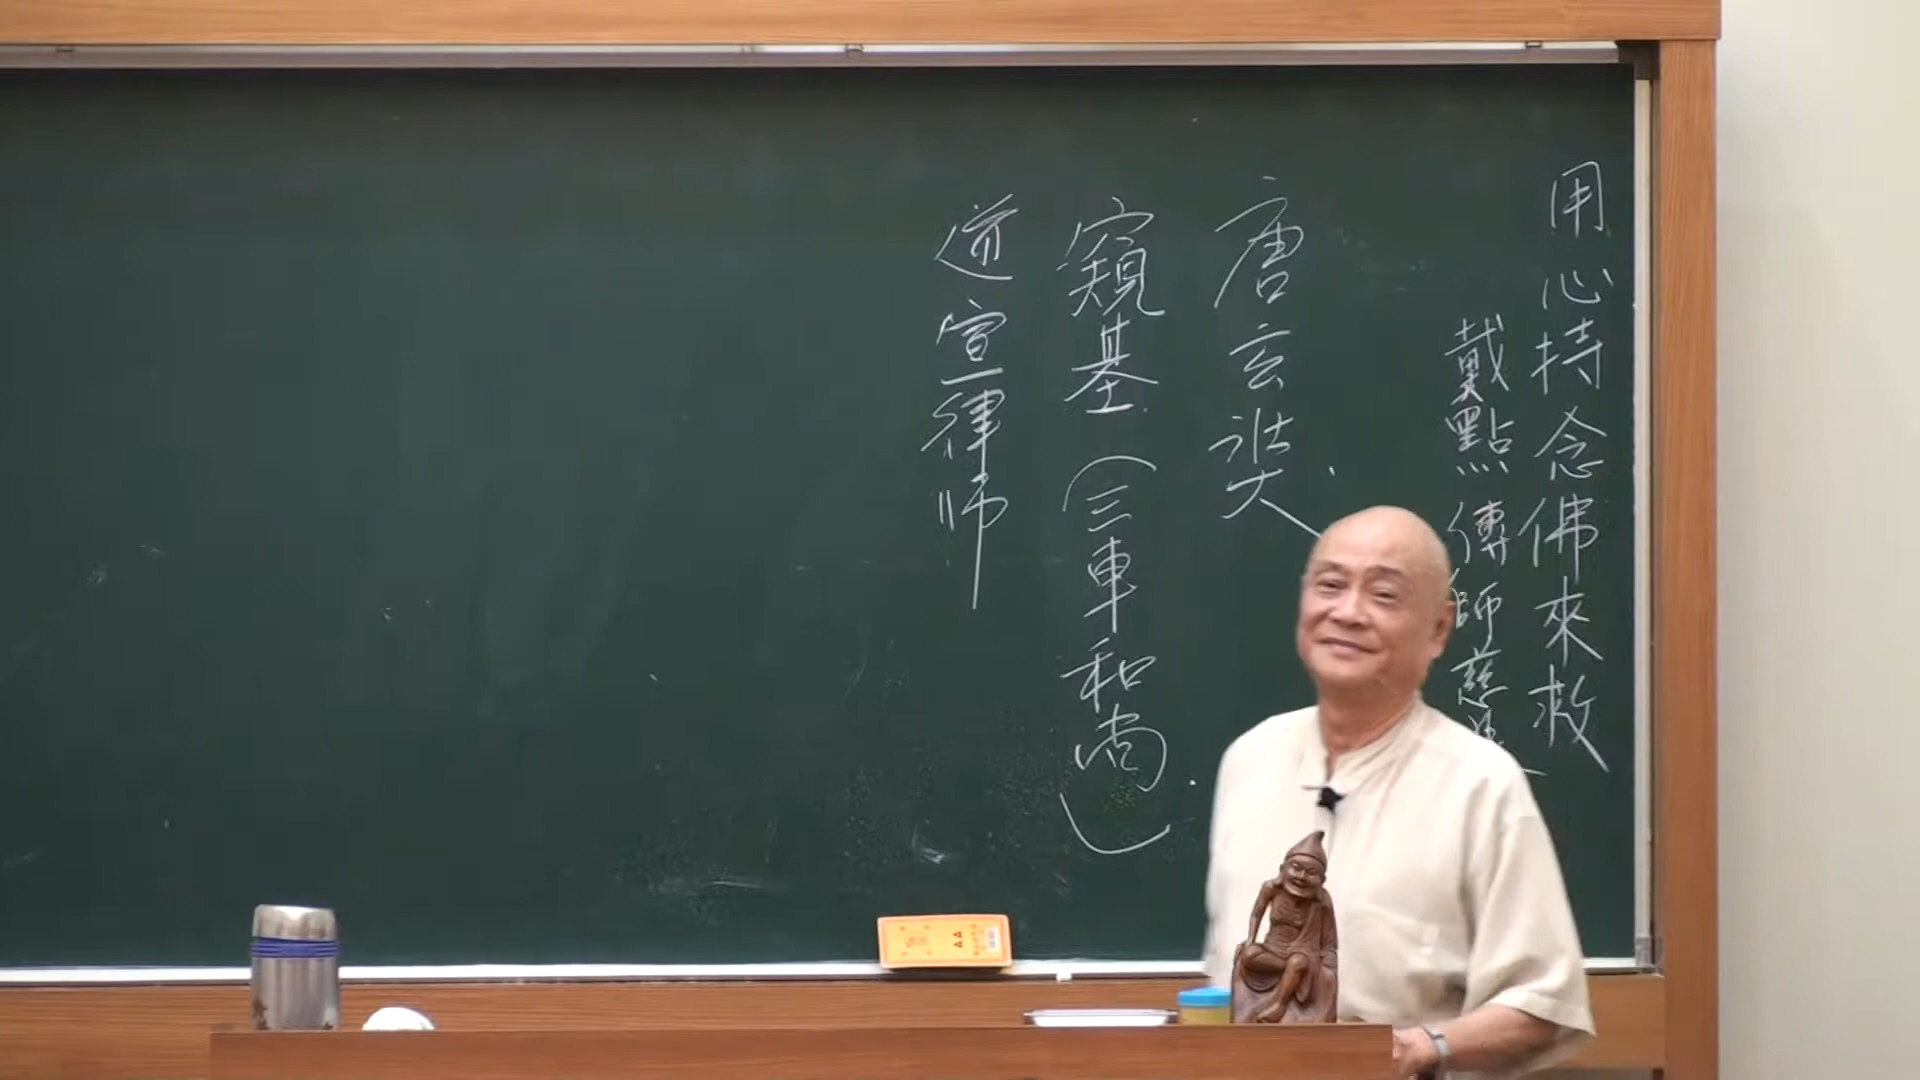 用心持念佛來救
戴點傳師慈
唐玄奘
窺基(三車和尚)
道宣律师